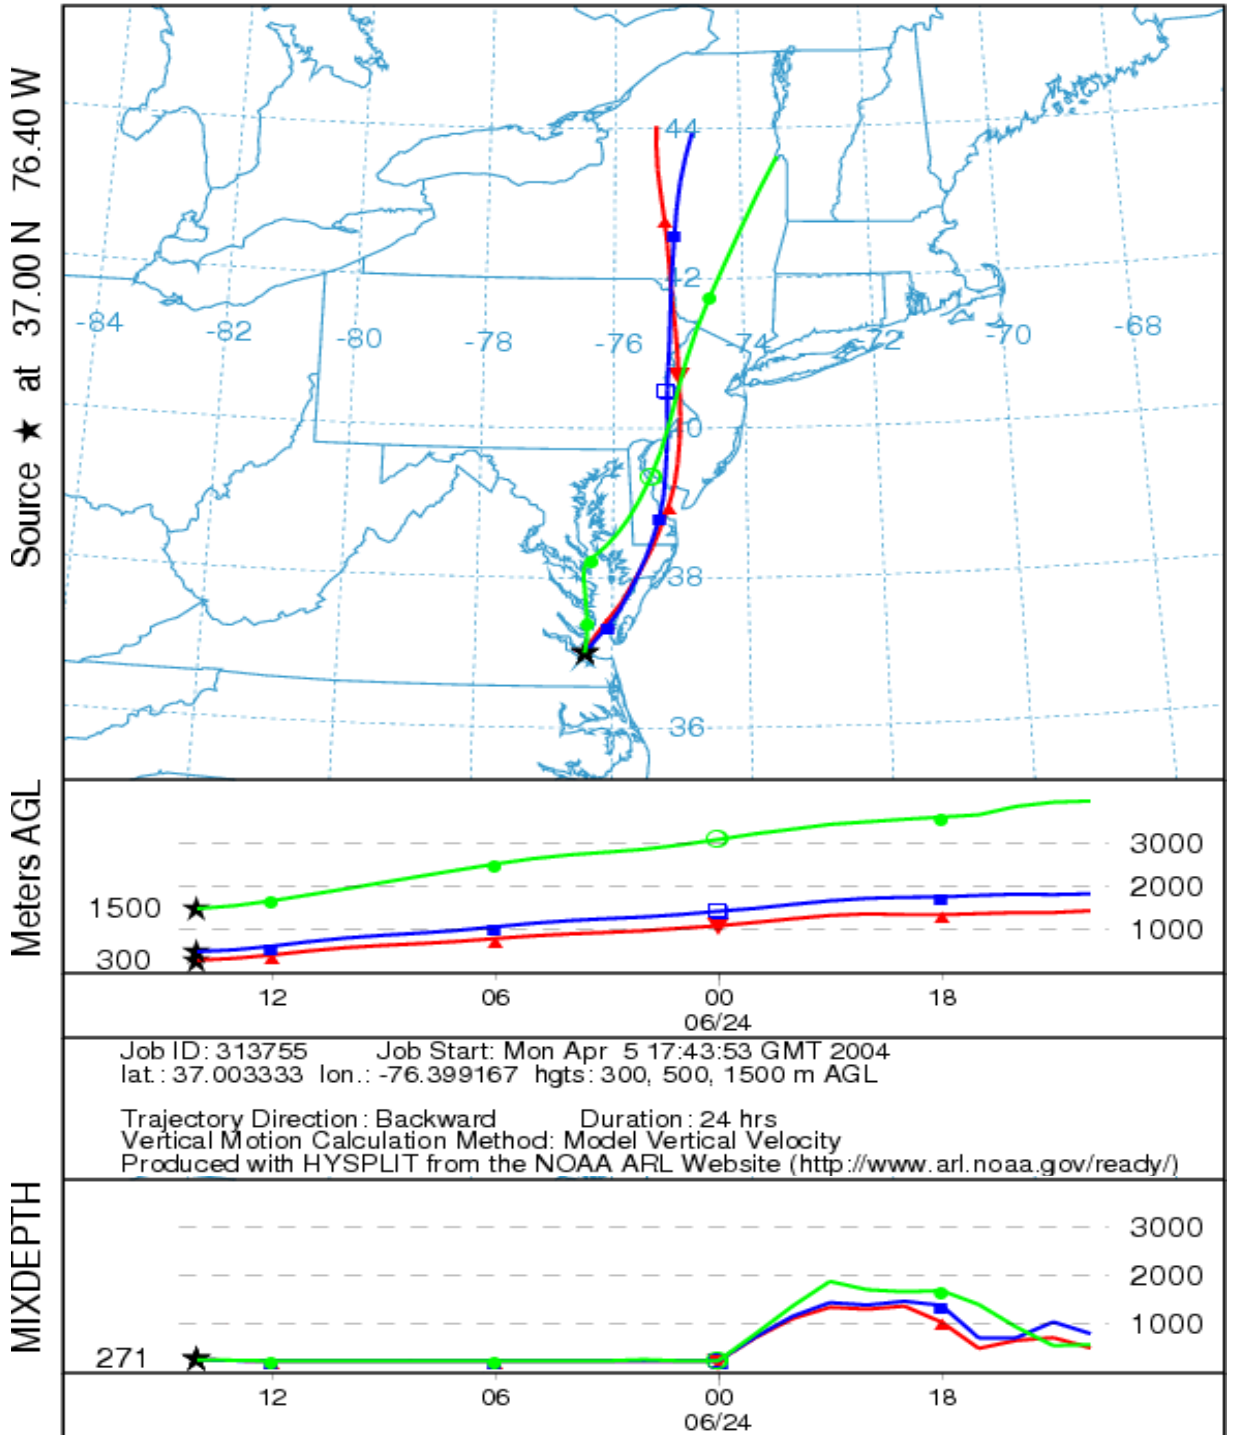 Source ★ at 37.00 N 76.40 W
44
42
-84
-82
-80
-78
-76
-74
-72
-70
-68
40
38
36
Meters AGL
3000
2000
1000
1500
300
12 06 00 18
06/24
Job ID: 313755 Job Start: Mon Apr 5 17:43:53 GMT 2004
lat.: 37.003333 lon.: -76.399167 hgts: 300, 500, 1500 m AGL
Trajectory Direction: Backward Duration: 24 hrs
Vertical Motion Calculation Method: Model Vertical Velocity
Produced with HYSPLIT from the NOAA ARL Website (http://www.arl.noaa.gov/ready/)
MIXDEPTH
3000
2000
1000
271
12 06 00 18
06/24